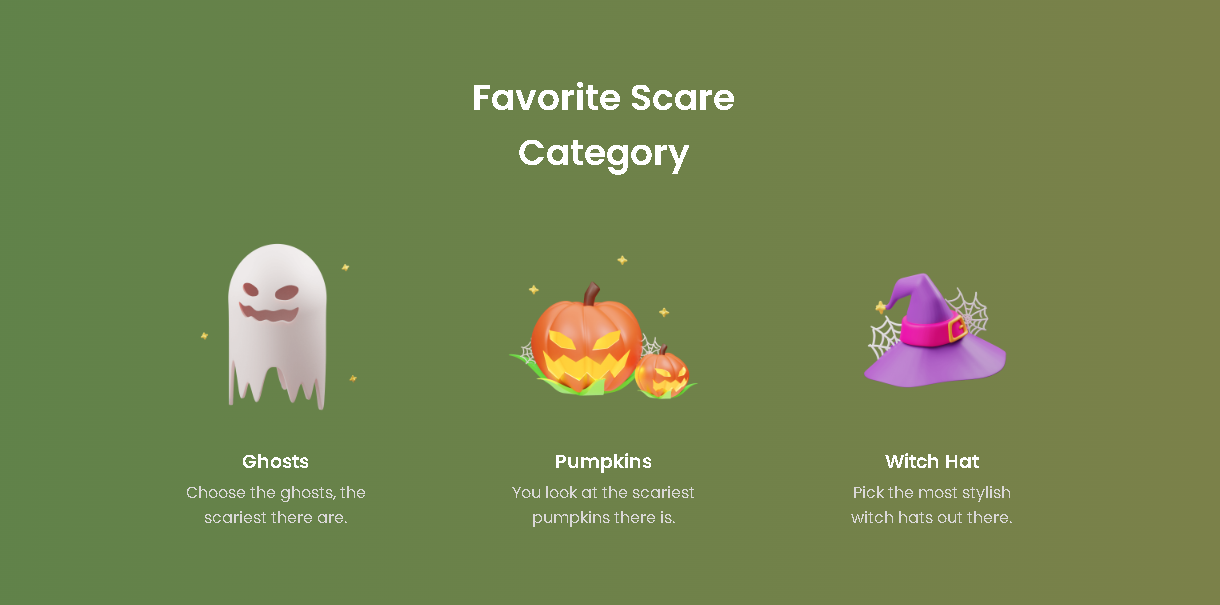 Favorite Scare
Category
Ghosts
Choose the ghosts, the
scariest there are.
Pumpkins
You look at the scariest
pumpkins there is.
Witch Hat
Pick the most stylish
witch hats out there.